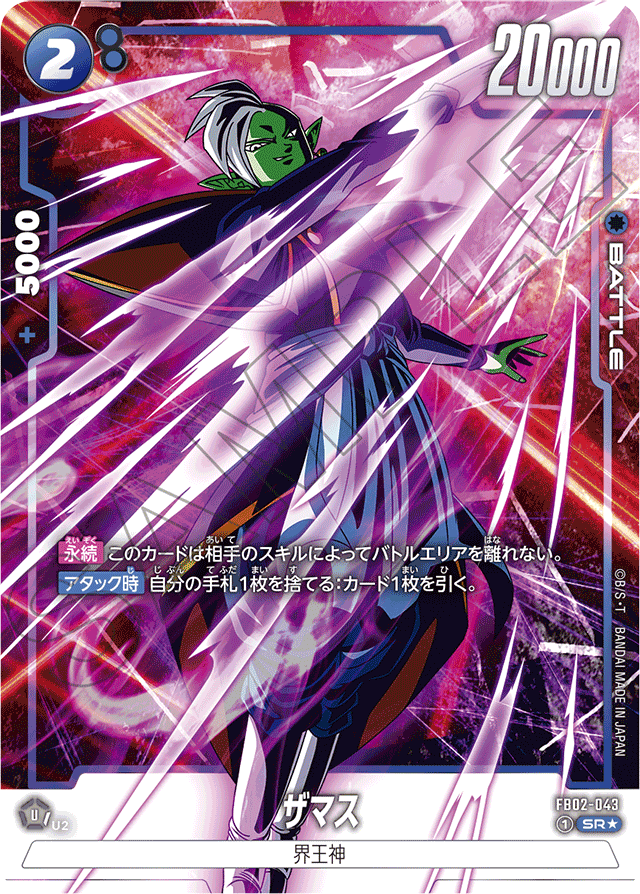 2
20000
+ 5000
BATTLE
SAMPLE
永続 このカードは相手のスキルによってバトルエリアを離れない。
アタック時 自分の手札1枚を捨てる：カード1枚を引く。
©B/S・T BANDAI MADE IN JAPAN
U/U2
ザマス
FB02-043
1 SR★
界王神